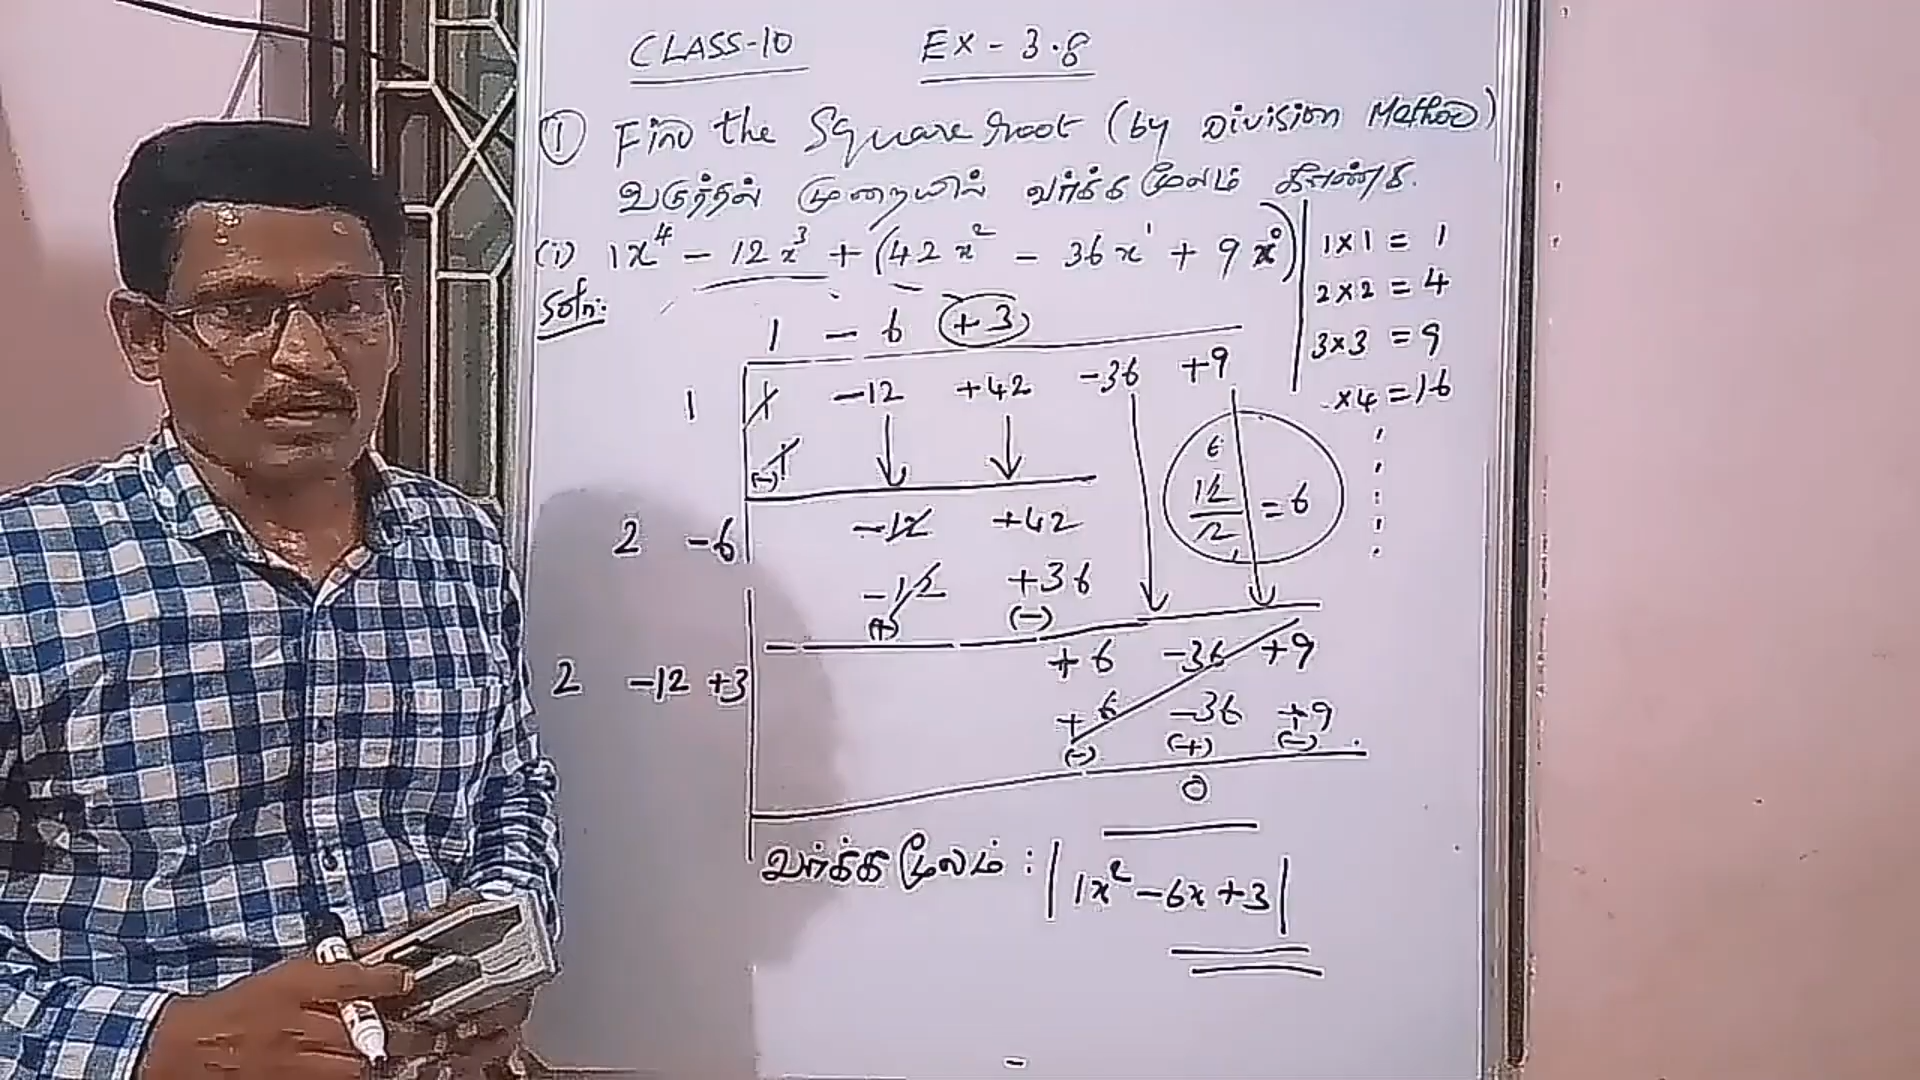 CLASS-10 EX - 3.8
① Find the Square root (by Division Method)
வகுத்தல் முறையில் வர்க்க மூலம் காண்க.
(i) 1x⁴ - 12x³ + (42x² - 36x¹ + 9x⁰)
1×1 = 1
2×2 = 4
3×3 = 9
×4 = 16
Soln:
1 - 6 +3
1 1 -12 +42 -36 +9
1
(-)
6
12
/2 = 6
2 -6 -12 +42
-12 +36
(+) (-)
+6 -36 +9
2 -12 +3
+6 -36 +9
(-) (+) (-)
0
வர்க்க மூலம் : |1x² - 6x + 3|